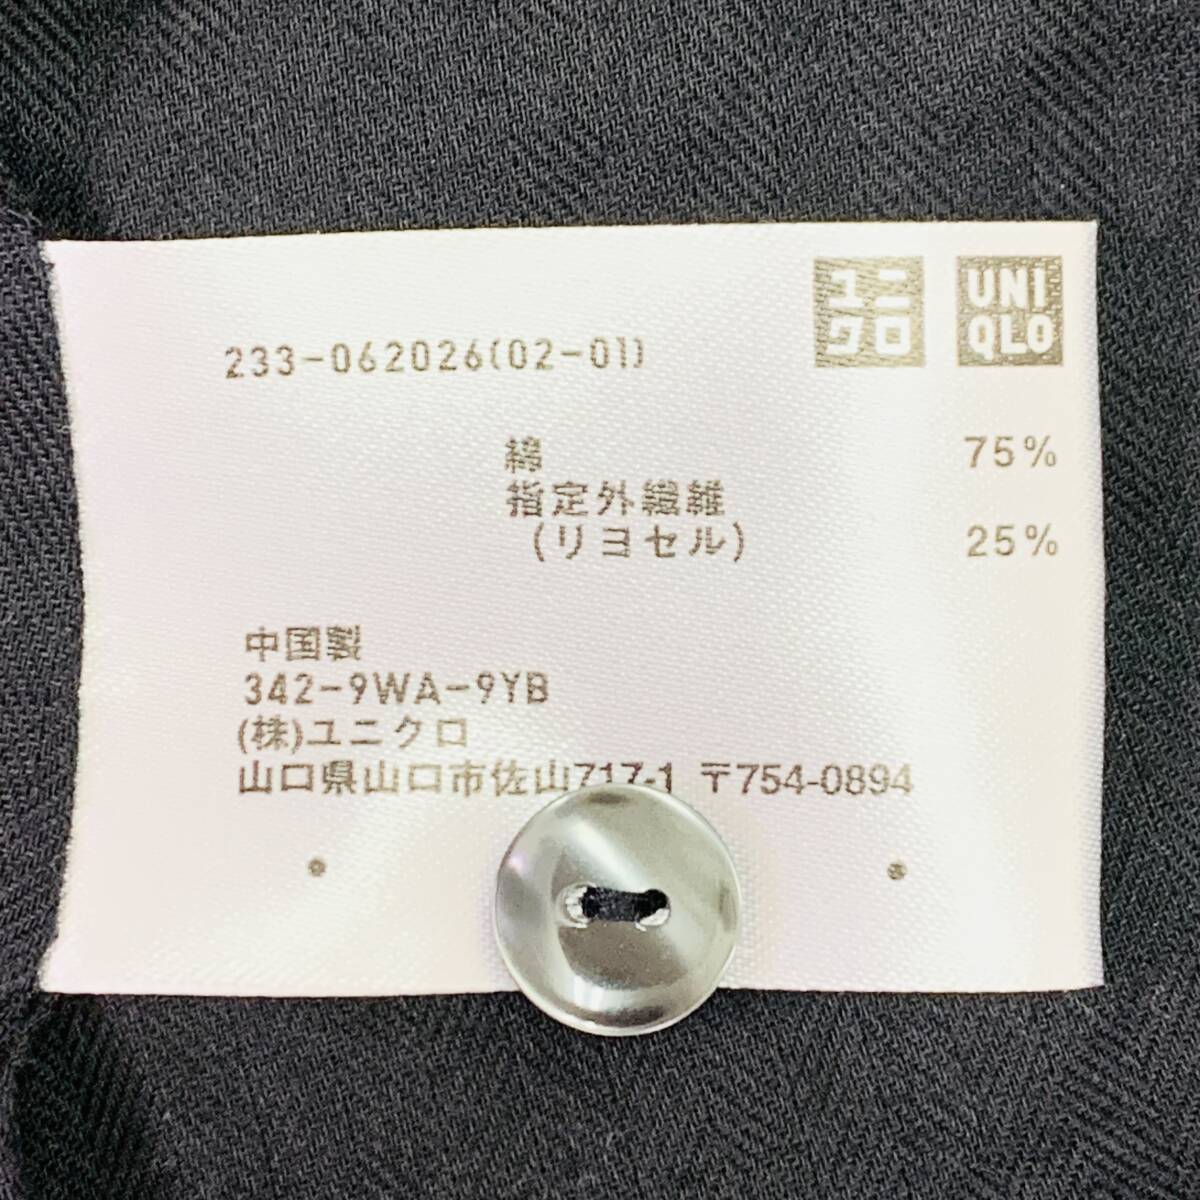 ユニ
クロ
UNI
QLO
233-062026(02-01)
綿 75%
指定外繊維
(リヨセル) 25%
中国製
342-9WA-9YB
(株)ユニクロ
山口県山口市佐山717-1 〒754-0894